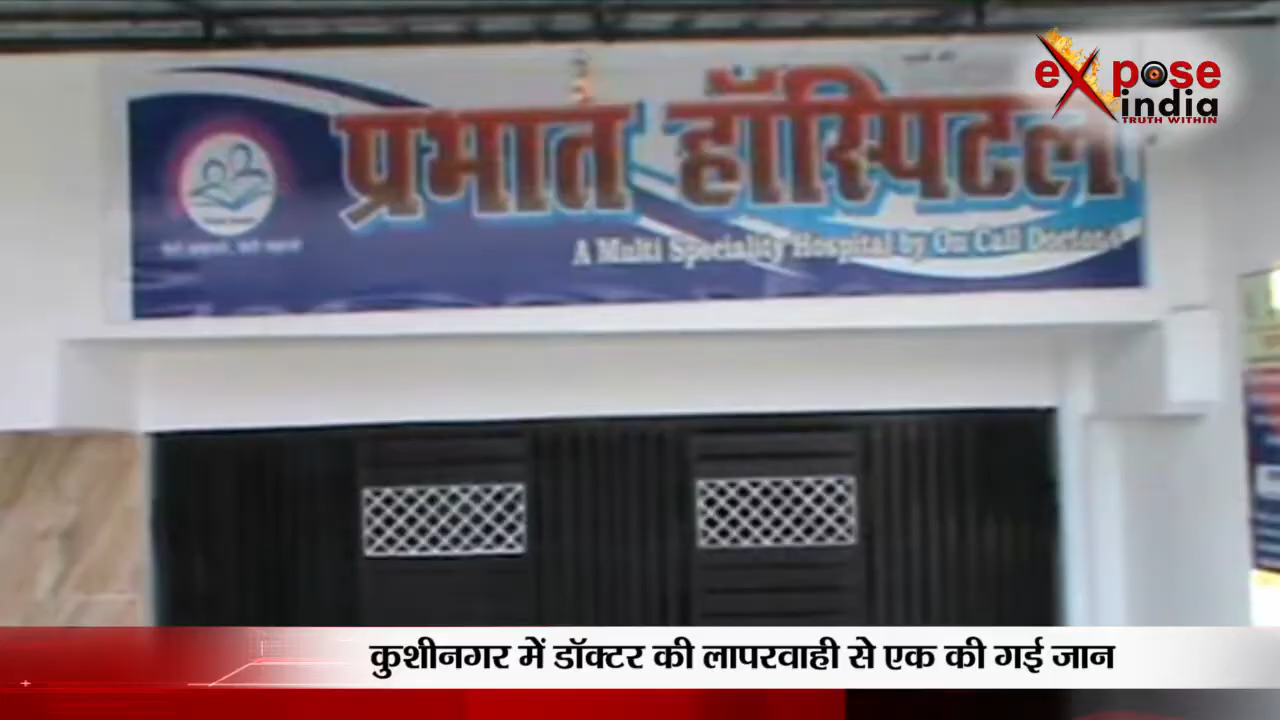 eXpose
india
TRUTH WITHIN
प्रभात हॉस्पिटल
A Multi Speciality Hospital by On Call Doctors
कुशीनगर में डॉक्टर की लापरवाही से एक की गई जान